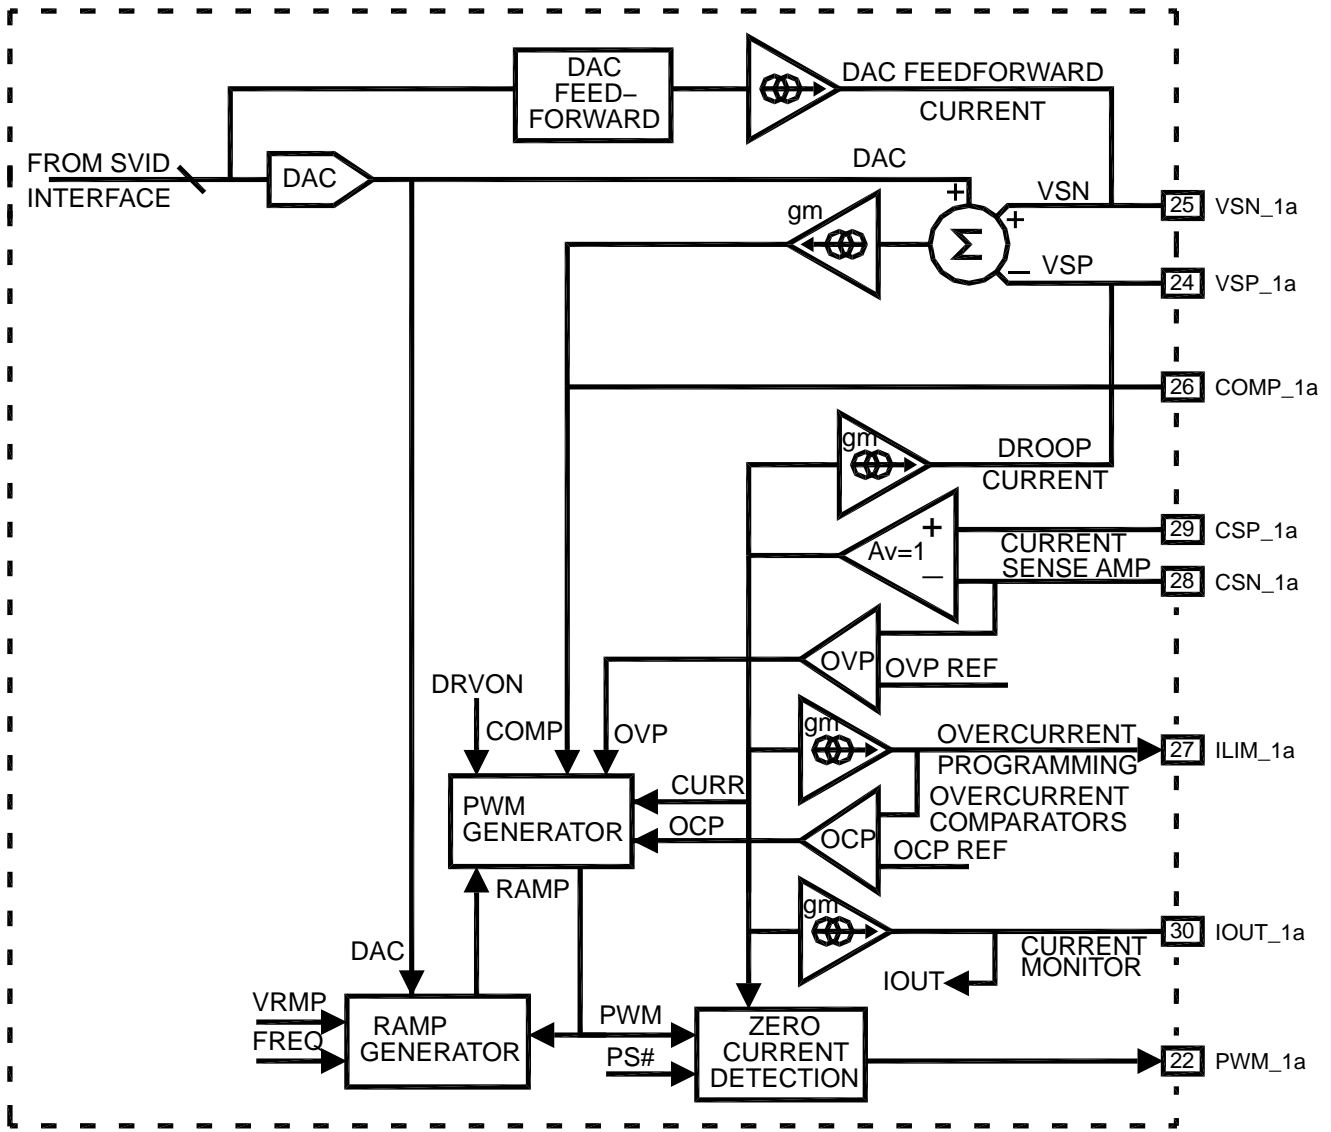 DAC
FEED–
FORWARD
DAC FEEDFORWARD
CURRENT
FROM SVID
INTERFACE
DAC
DAC
+
VSN
+
25
VSN_1a
gm
Σ
–
VSP
24
VSP_1a
26
COMP_1a
gm
DROOP
CURRENT
+
Av=1
–
CURRENT
SENSE AMP
29
CSP_1a
28
CSN_1a
OVP
OVP REF
DRVON
COMP
OVP
gm
OVERCURRENT
PROGRAMMING
27
ILIM_1a
PWM
GENERATOR
CURR
OCP
OVERCURRENT
COMPARATORS
OCP
OCP REF
RAMP
gm
30
IOUT_1a
CURRENT
MONITOR
IOUT
DAC
VRMP
FREQ
RAMP
GENERATOR
PWM
PS#
ZERO
CURRENT
DETECTION
22
PWM_1a